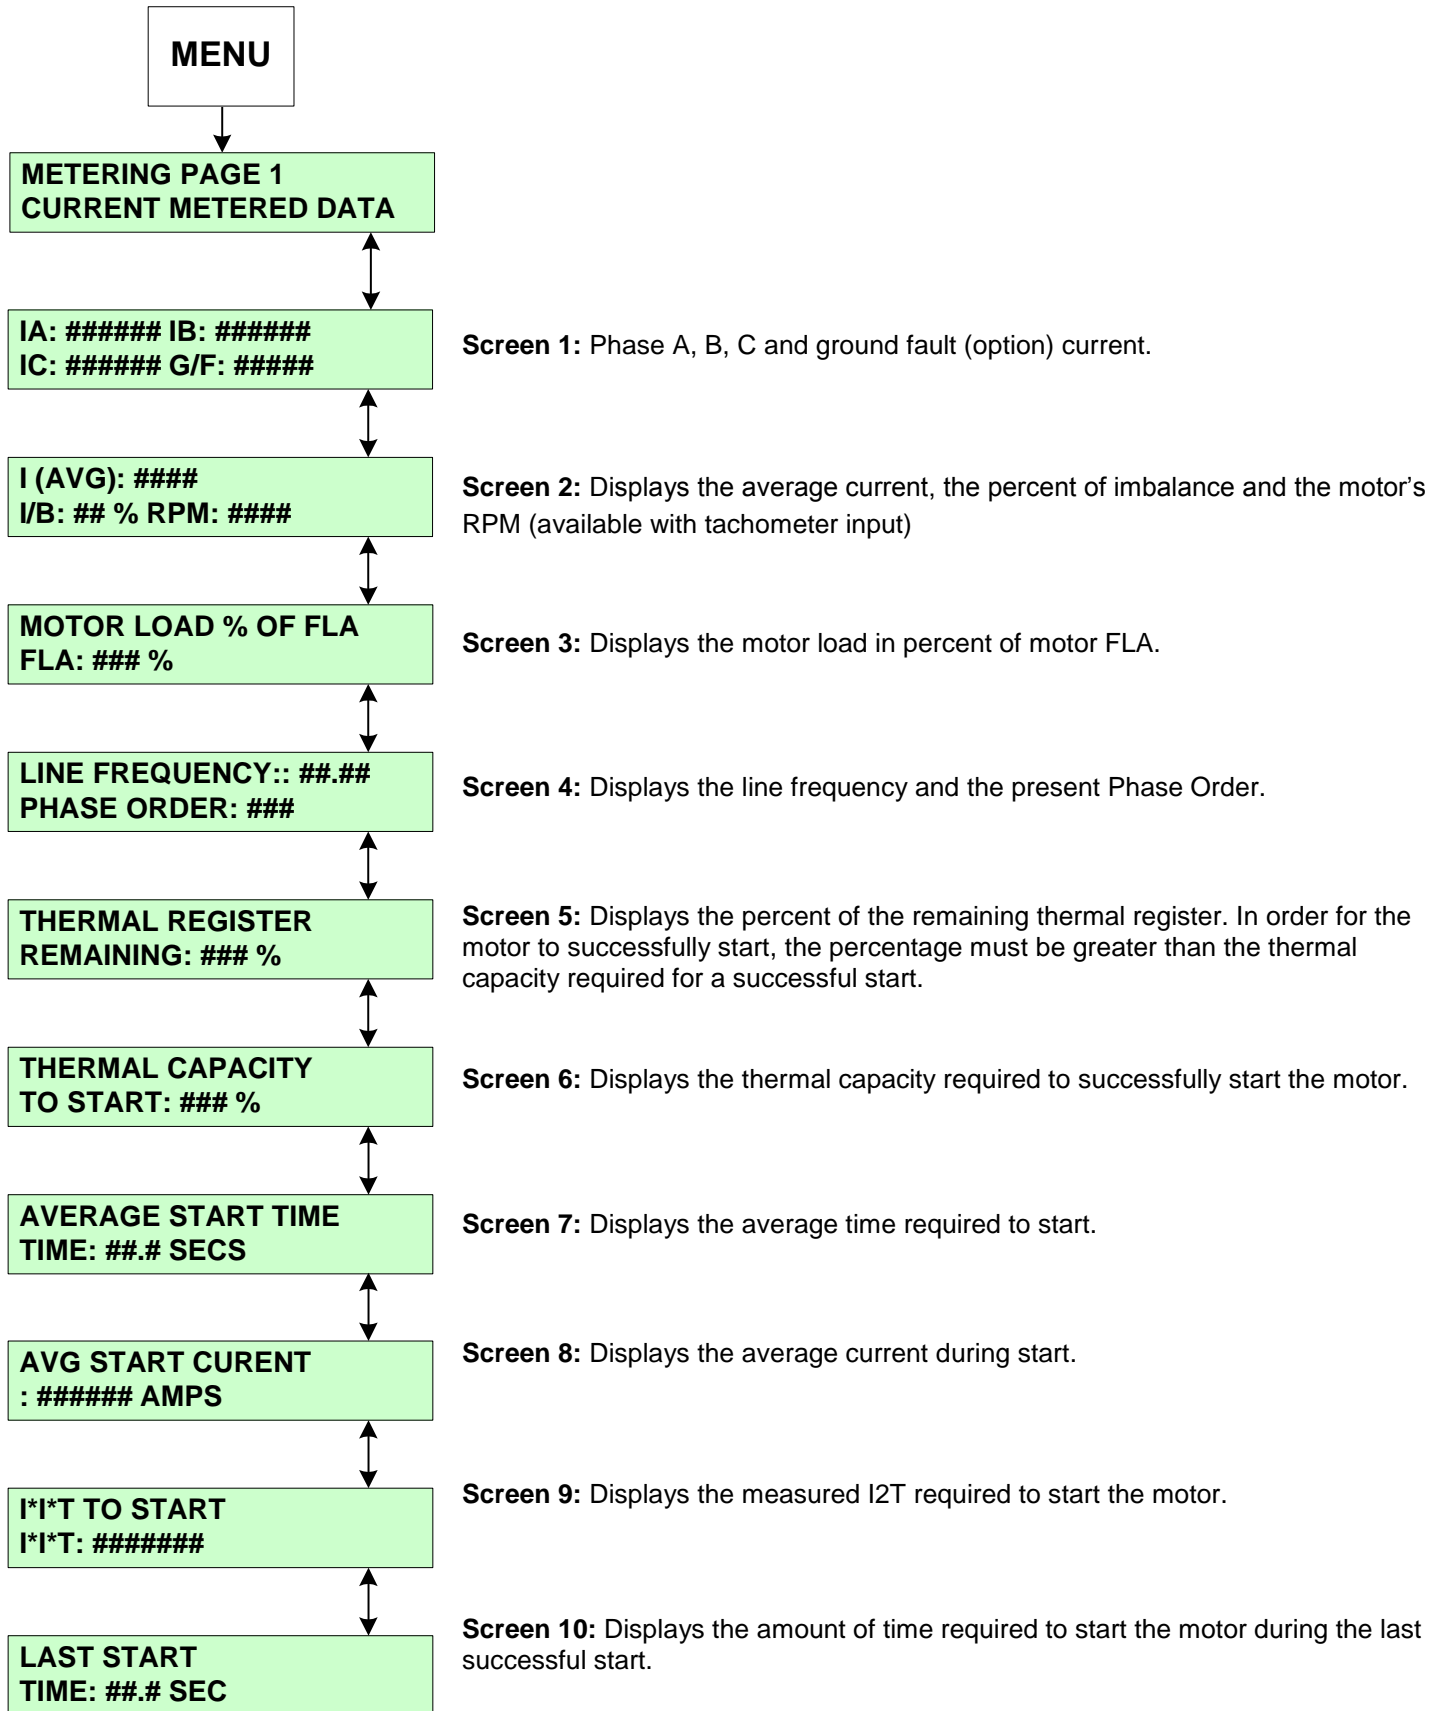 MENU
METERING PAGE 1
CURRENT METERED DATA
IA: ###### IB: ######
IC: ###### G/F: #####
Screen 1: Phase A, B, C and ground fault (option) current.
I (AVG): ####
I/B: ## % RPM: ####
Screen 2: Displays the average current, the percent of imbalance and the motor’s
RPM (available with tachometer input)
MOTOR LOAD % OF FLA
FLA: ### %
Screen 3: Displays the motor load in percent of motor FLA.
LINE FREQUENCY:: ##.##
PHASE ORDER: ###
Screen 4: Displays the line frequency and the present Phase Order.
THERMAL REGISTER
REMAINING: ### %
Screen 5: Displays the percent of the remaining thermal register. In order for the
motor to successfully start, the percentage must be greater than the thermal
capacity required for a successful start.
THERMAL CAPACITY
TO START: ### %
Screen 6: Displays the thermal capacity required to successfully start the motor.
AVERAGE START TIME
TIME: ##.# SECS
Screen 7: Displays the average time required to start.
AVG START CURENT
: ###### AMPS
Screen 8: Displays the average current during start.
I*I*T TO START
I*I*T: #######
Screen 9: Displays the measured I2T required to start the motor.
LAST START
TIME: ##.# SEC
Screen 10: Displays the amount of time required to start the motor during the last
successful start.